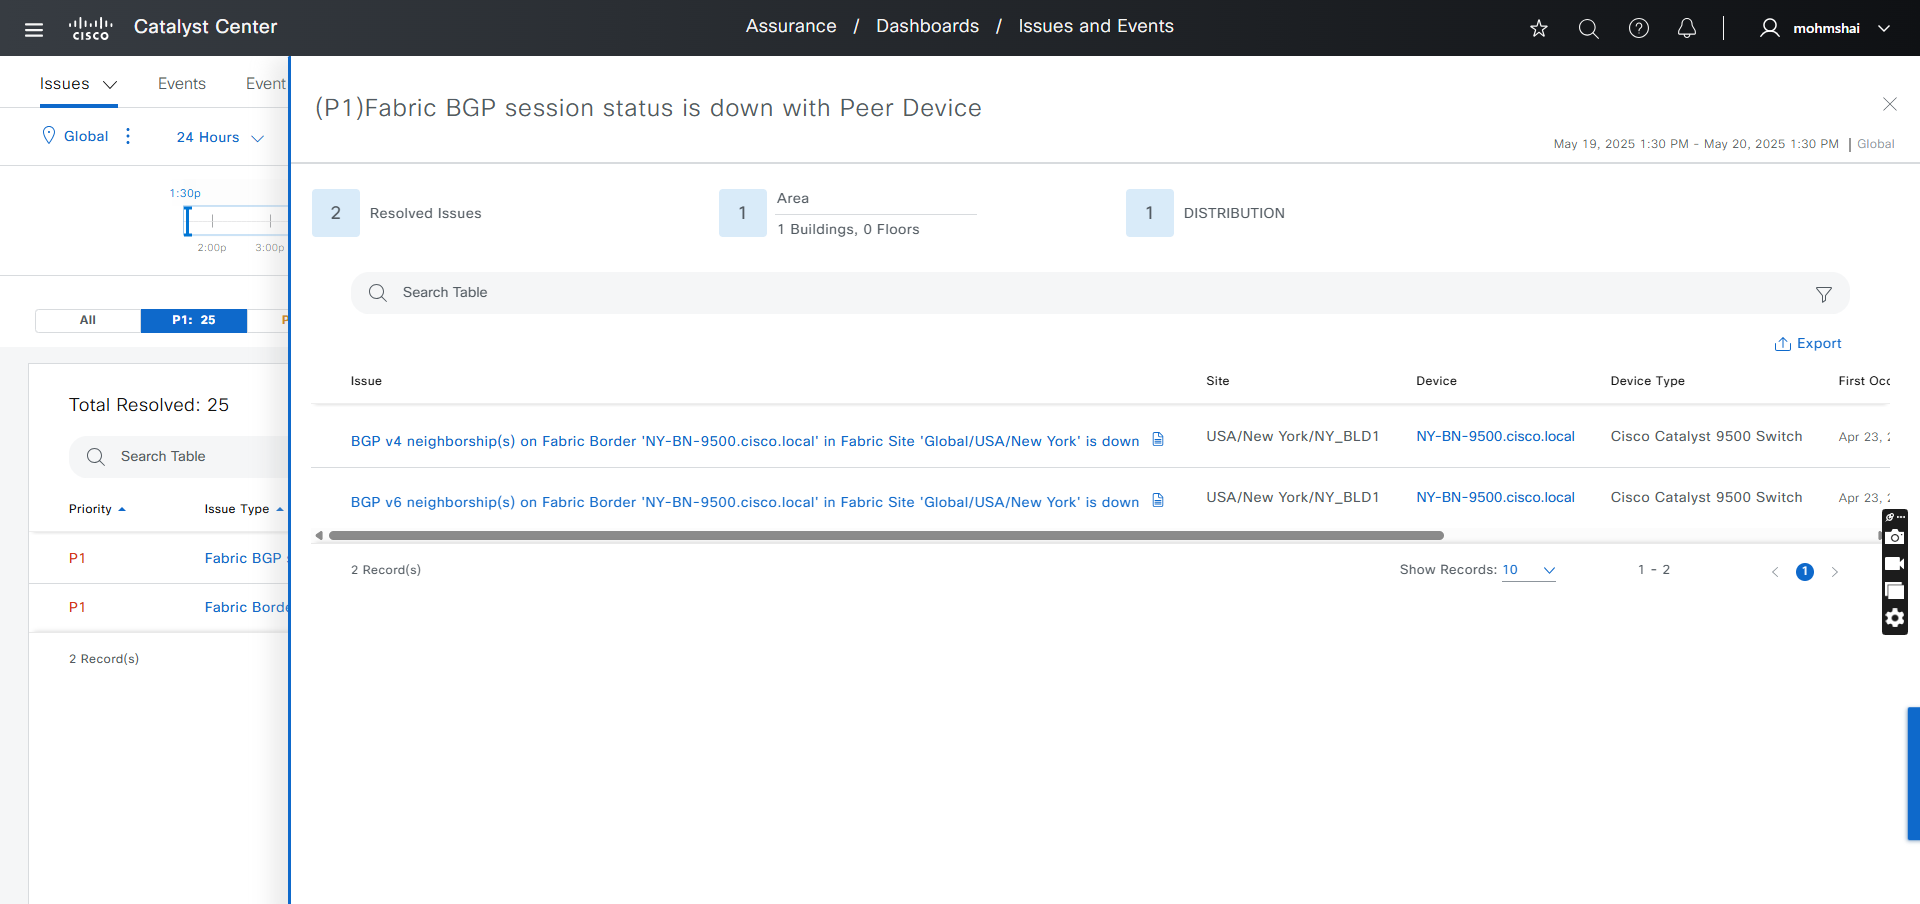 cisco Catalyst Center
Assurance / Dashboards / Issues and Events
mohmshai
Issues Events Event
Global 24 Hours
1:30p
2:00p 3:00p
All P1: 25 P
Total Resolved: 25
Search Table
Priority Issue Type
P1 Fabric BGP
P1 Fabric Borde
2 Record(s)
(P1)Fabric BGP session status is down with Peer Device
May 19, 2025 1:30 PM - May 20, 2025 1:30 PM | Global
2 Resolved Issues
1 Area
1 Buildings, 0 Floors
1 DISTRIBUTION
Search Table
Export
Issue Site Device Device Type First Occ
BGP v4 neighborship(s) on Fabric Border 'NY-BN-9500.cisco.local' in Fabric Site 'Global/USA/New York' is down USA/New York/NY_BLD1 NY-BN-9500.cisco.local Cisco Catalyst 9500 Switch Apr 23,
BGP v6 neighborship(s) on Fabric Border 'NY-BN-9500.cisco.local' in Fabric Site 'Global/USA/New York' is down USA/New York/NY_BLD1 NY-BN-9500.cisco.local Cisco Catalyst 9500 Switch Apr 23,
2 Record(s) Show Records: 10 1 - 2 1